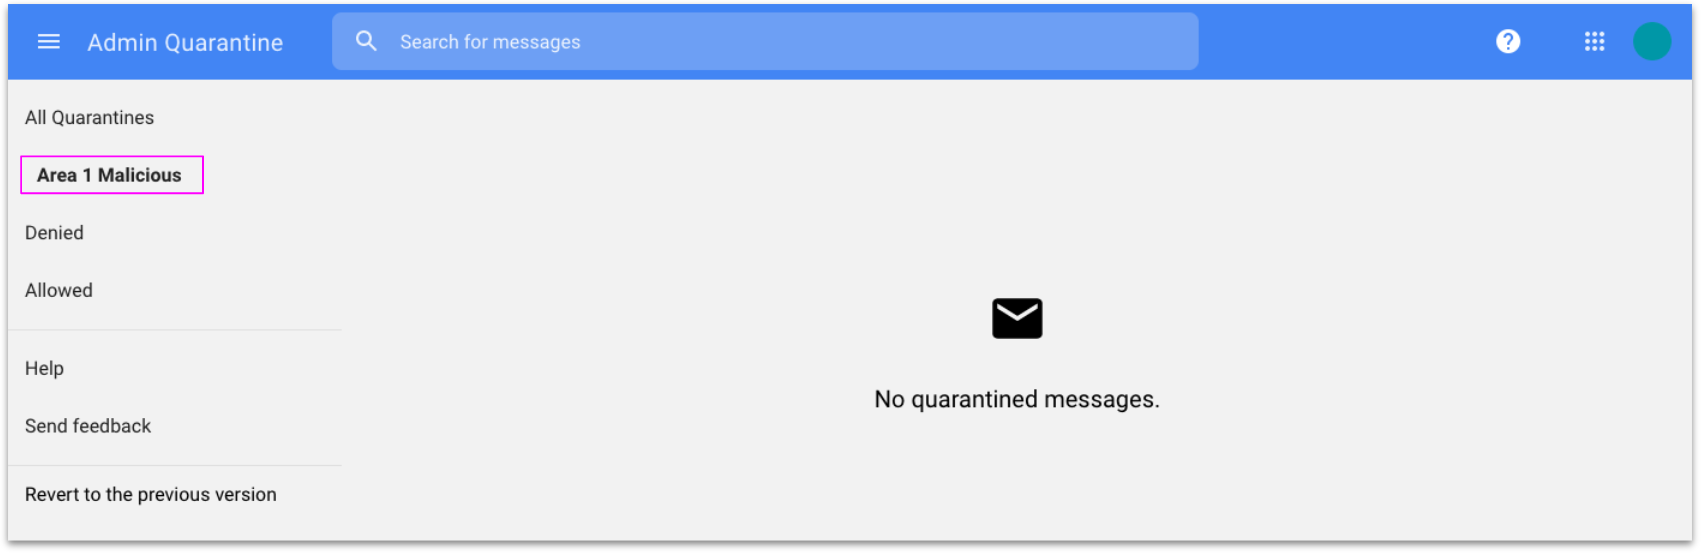 Admin Quarantine
Search for messages
All Quarantines
Area 1 Malicious
Denied
Allowed
Help
Send feedback
Revert to the previous version
No quarantined messages.